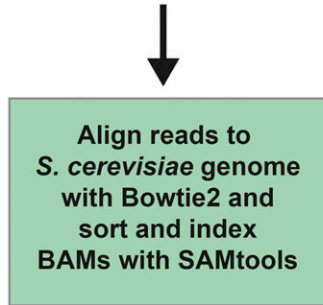 Align reads to
S. cerevisiae genome
with Bowtie2 and
sort and index
BAMs with SAMtools